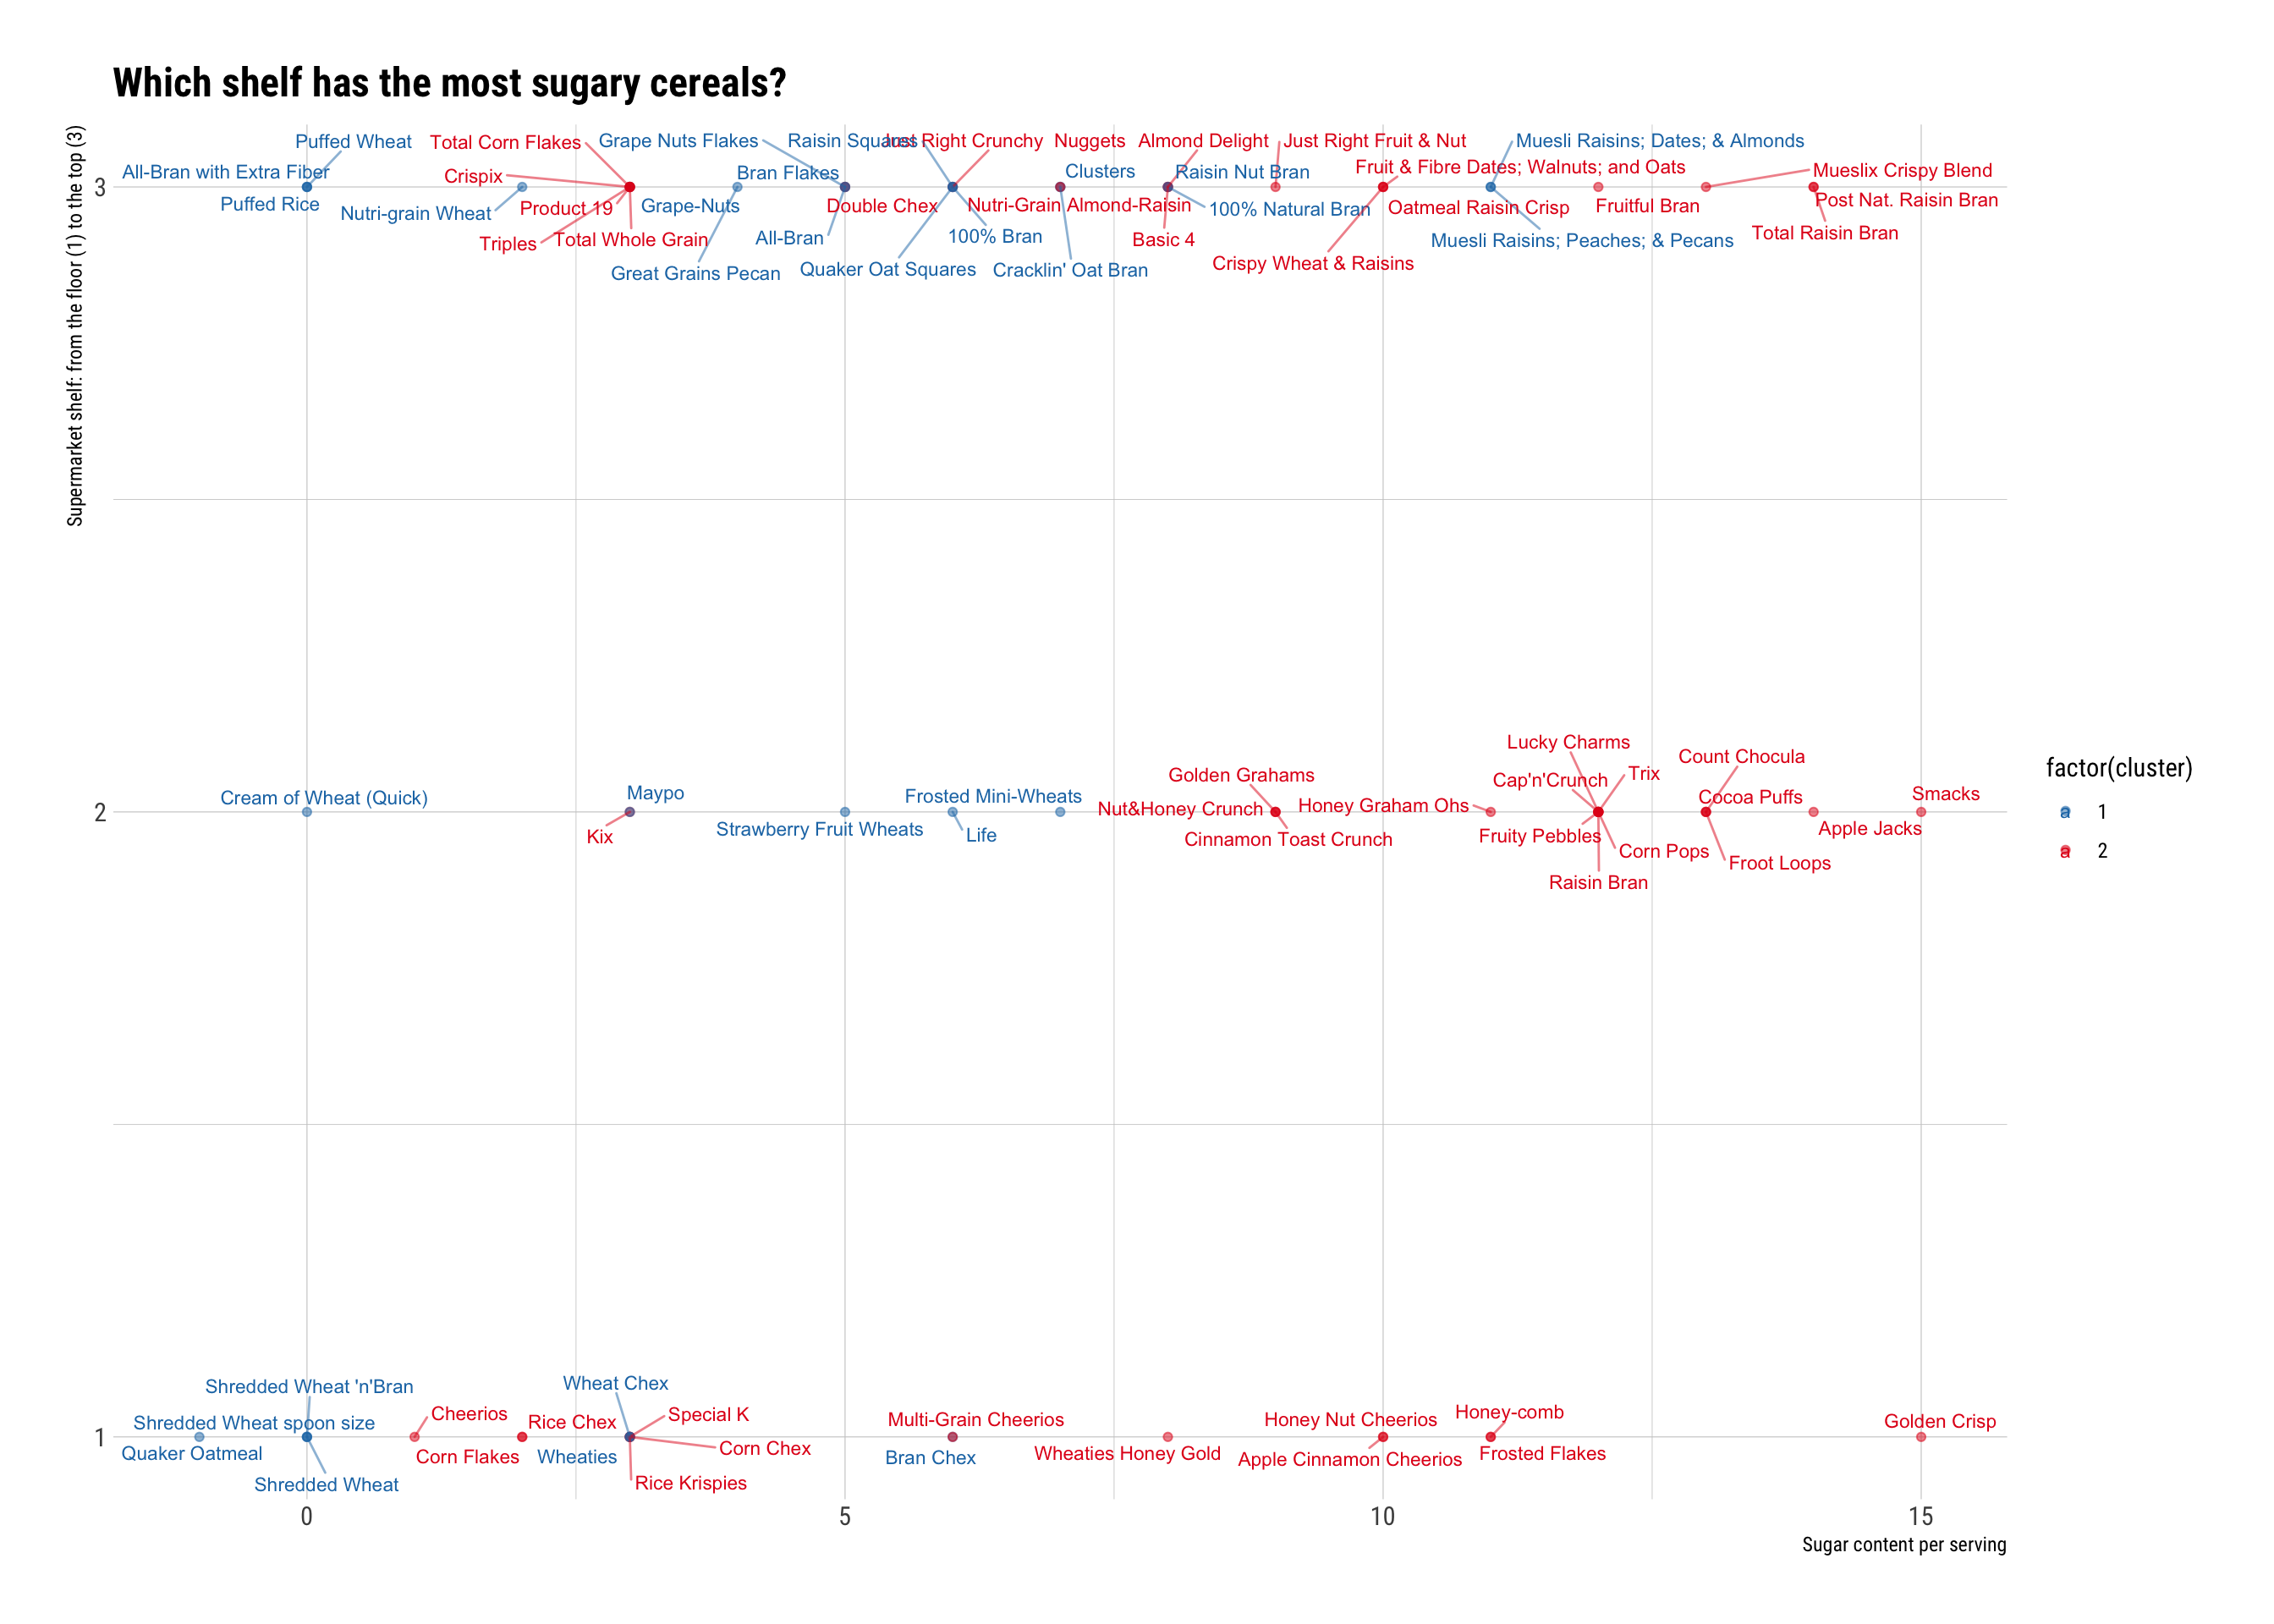 Which shelf has the most sugary cereals?
Supermarket shelf: from the floor (1) to the top (3)
Puffed Wheat
Total Corn Flakes
Grape Nuts Flakes
Raisin Squares
Just Right Crunchy  Nuggets
Almond Delight
Just Right Fruit & Nut
Muesli Raisins; Dates; & Almonds
All-Bran with Extra Fiber
Crispix
Bran Flakes
Clusters
Raisin Nut Bran
Fruit & Fibre Dates; Walnuts; and Oats
Mueslix Crispy Blend
3
Puffed Rice
Nutri-grain Wheat
Product 19
Grape-Nuts
Double Chex
Nutri-Grain Almond-Raisin
100% Natural Bran
Oatmeal Raisin Crisp
Fruitful Bran
Post Nat. Raisin Bran
Triples
Total Whole Grain
All-Bran
100% Bran
Basic 4
Muesli Raisins; Peaches; & Pecans
Total Raisin Bran
Great Grains Pecan
Quaker Oat Squares
Cracklin' Oat Bran
Crispy Wheat & Raisins
Lucky Charms
Count Chocula
Golden Grahams
Cap'n'Crunch
Trix
Cream of Wheat (Quick)
Maypo
Frosted Mini-Wheats
Nut&Honey Crunch
Honey Graham Ohs
Cocoa Puffs
Smacks
2
Kix
Strawberry Fruit Wheats
Life
Cinnamon Toast Crunch
Fruity Pebbles
Corn Pops
Apple Jacks
Froot Loops
Raisin Bran
factor(cluster)
a 1
a 2
Shredded Wheat 'n'Bran
Wheat Chex
Shredded Wheat spoon size
Cheerios
Rice Chex
Special K
Multi-Grain Cheerios
Honey Nut Cheerios
Honey-comb
Golden Crisp
1
Quaker Oatmeal
Corn Flakes
Wheaties
Corn Chex
Bran Chex
Wheaties Honey Gold
Apple Cinnamon Cheerios
Frosted Flakes
Shredded Wheat
Rice Krispies
0 5 10 15
Sugar content per serving